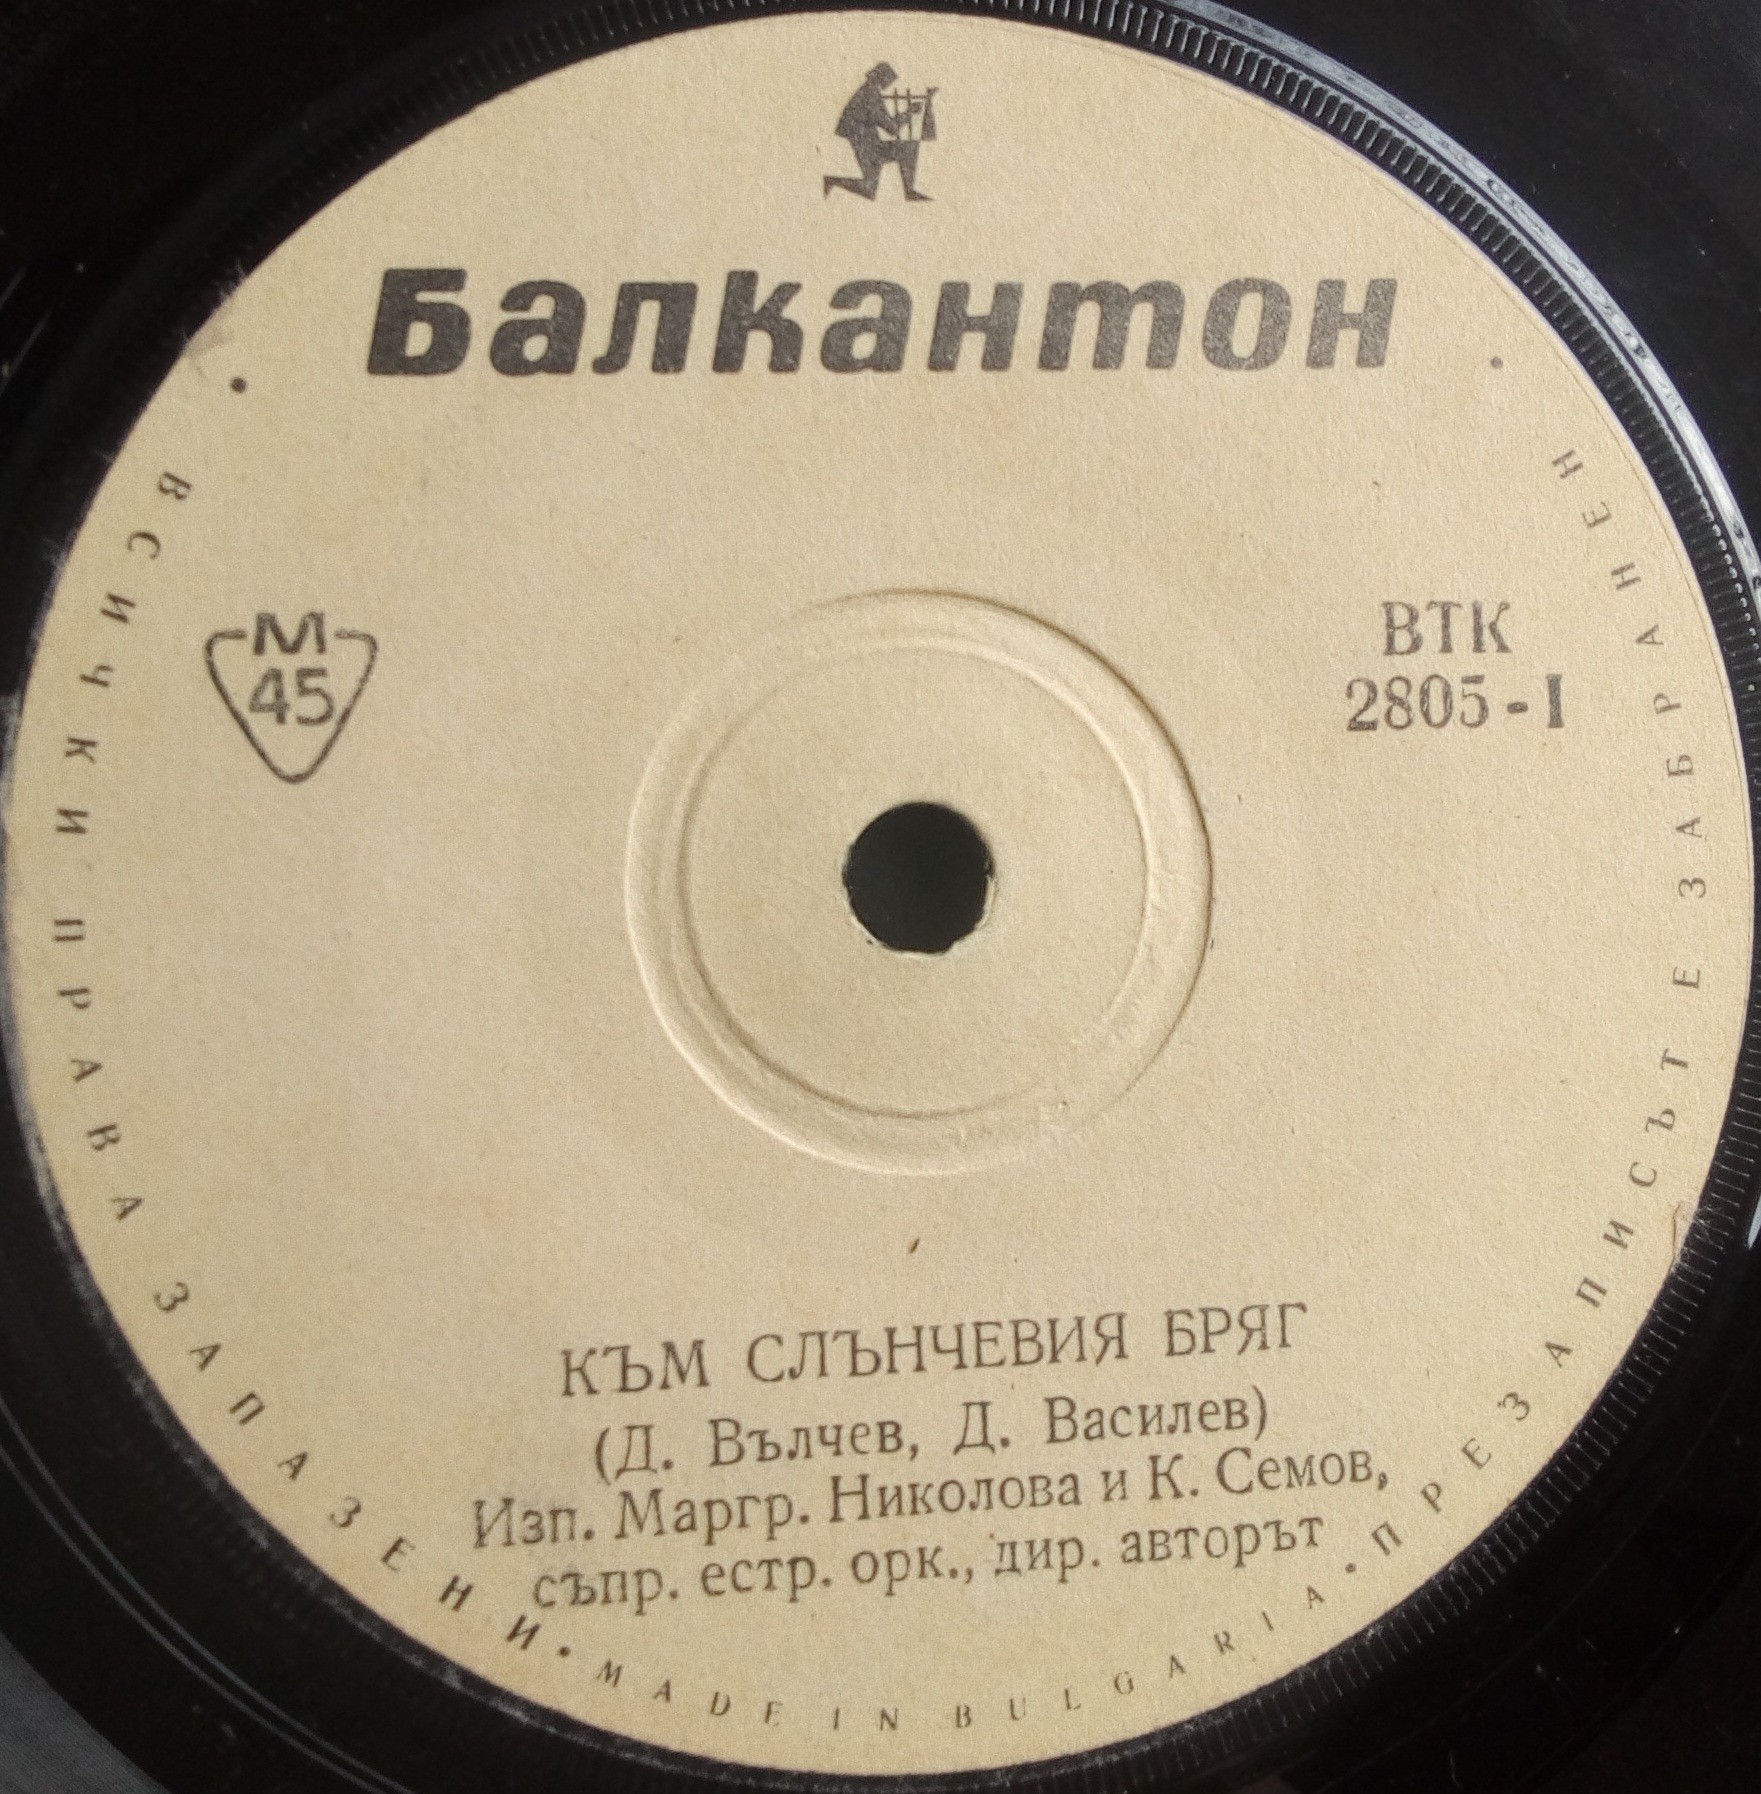 Балкантон
М
45
ВТК
2805-I
КЪМ СЛЪНЧЕВИЯ БРЯГ
(Д. Вълчев, Д. Василев)
Изп. Маргр. Николова и К. Семов,
съпр. естр. орк., дир. авторът
• ВСИЧКИ ПРАВА ЗАПАЗЕНИ • MADE IN BULGARIA • ПРЕЗАПИСЪТ Е ЗАБРАНЕН •